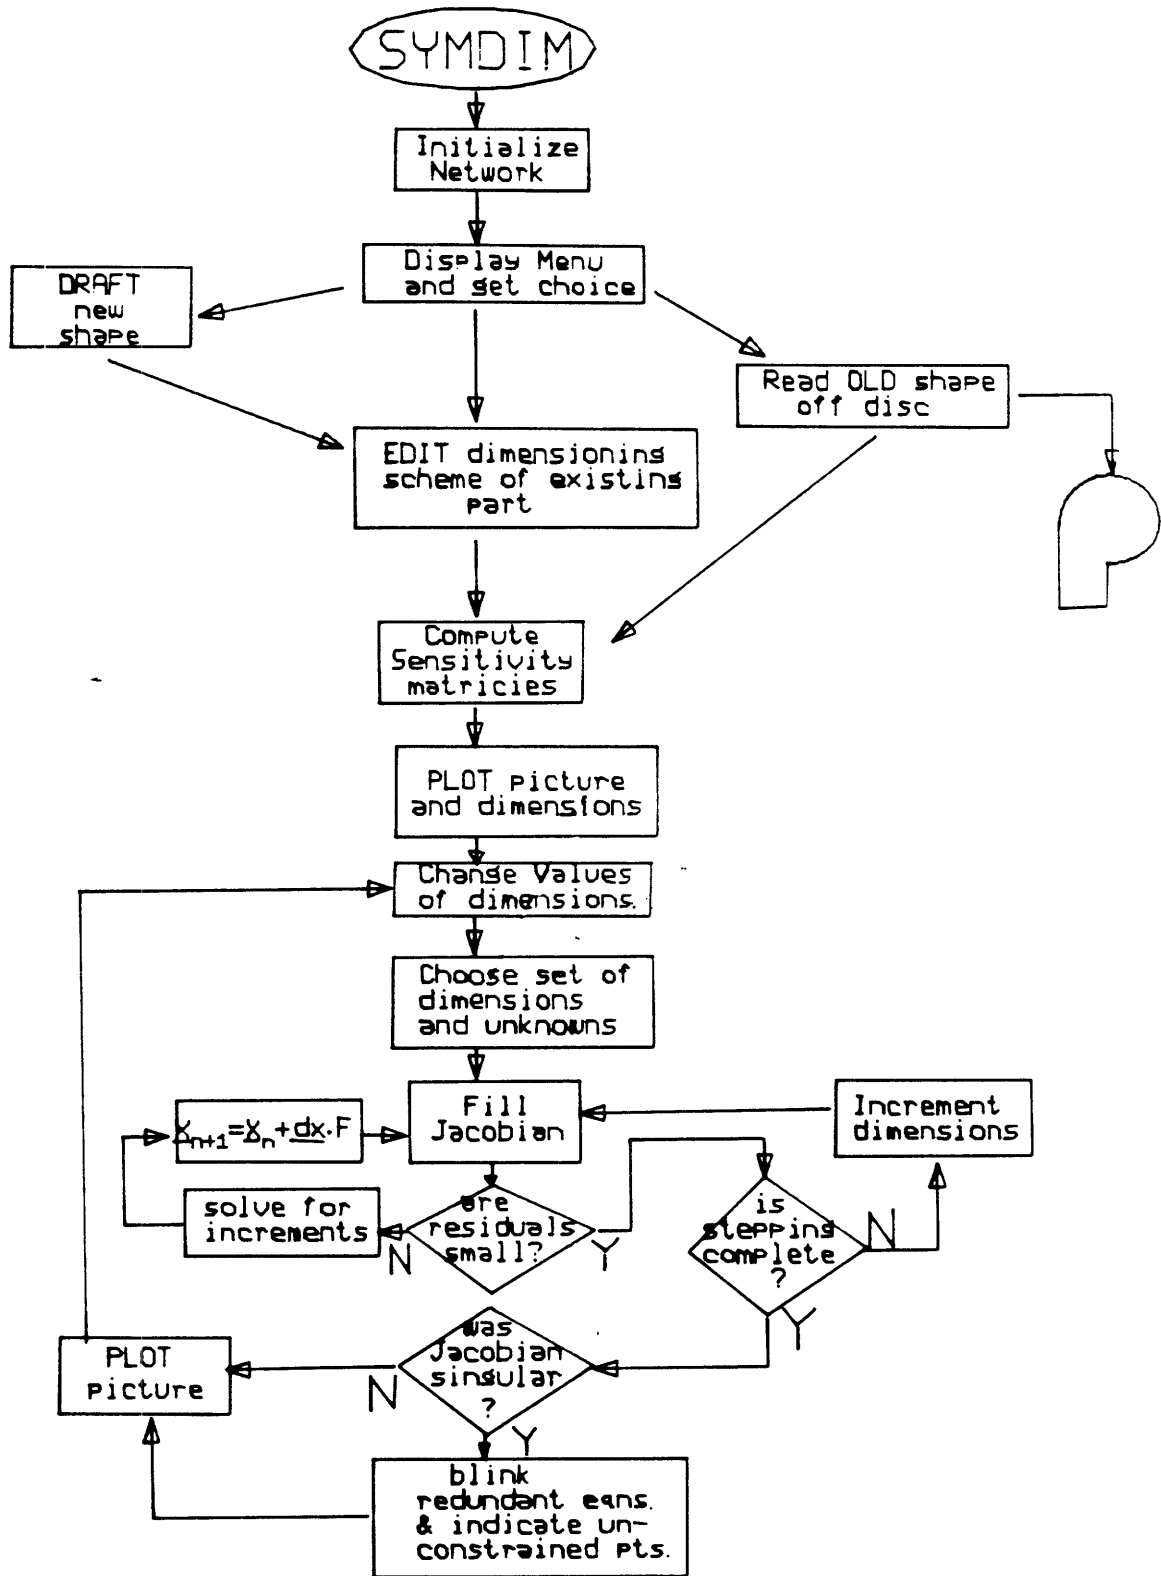 SYMDIM
Initialize
Network
Display Menu
and get choice
DRAFT
new
shape
Read OLD shape
off disc
EDIT dimensioning
scheme of existing
part
Compute
Sensitivity
matricies
PLOT picture
and dimensions
Change Values
of dimensions.
Choose set of
dimensions
and unknowns
Fill
Jacobian
Increment
dimensions
X_{n+1}=X_n+dx.F
solve for
increments
N
are
residuals
small?
Y
is
stepping
complete
?
N
Y
was
Jacobian
singular
?
N
Y
PLOT
picture
blink
redundant eqns.
& indicate un-
constrained pts.